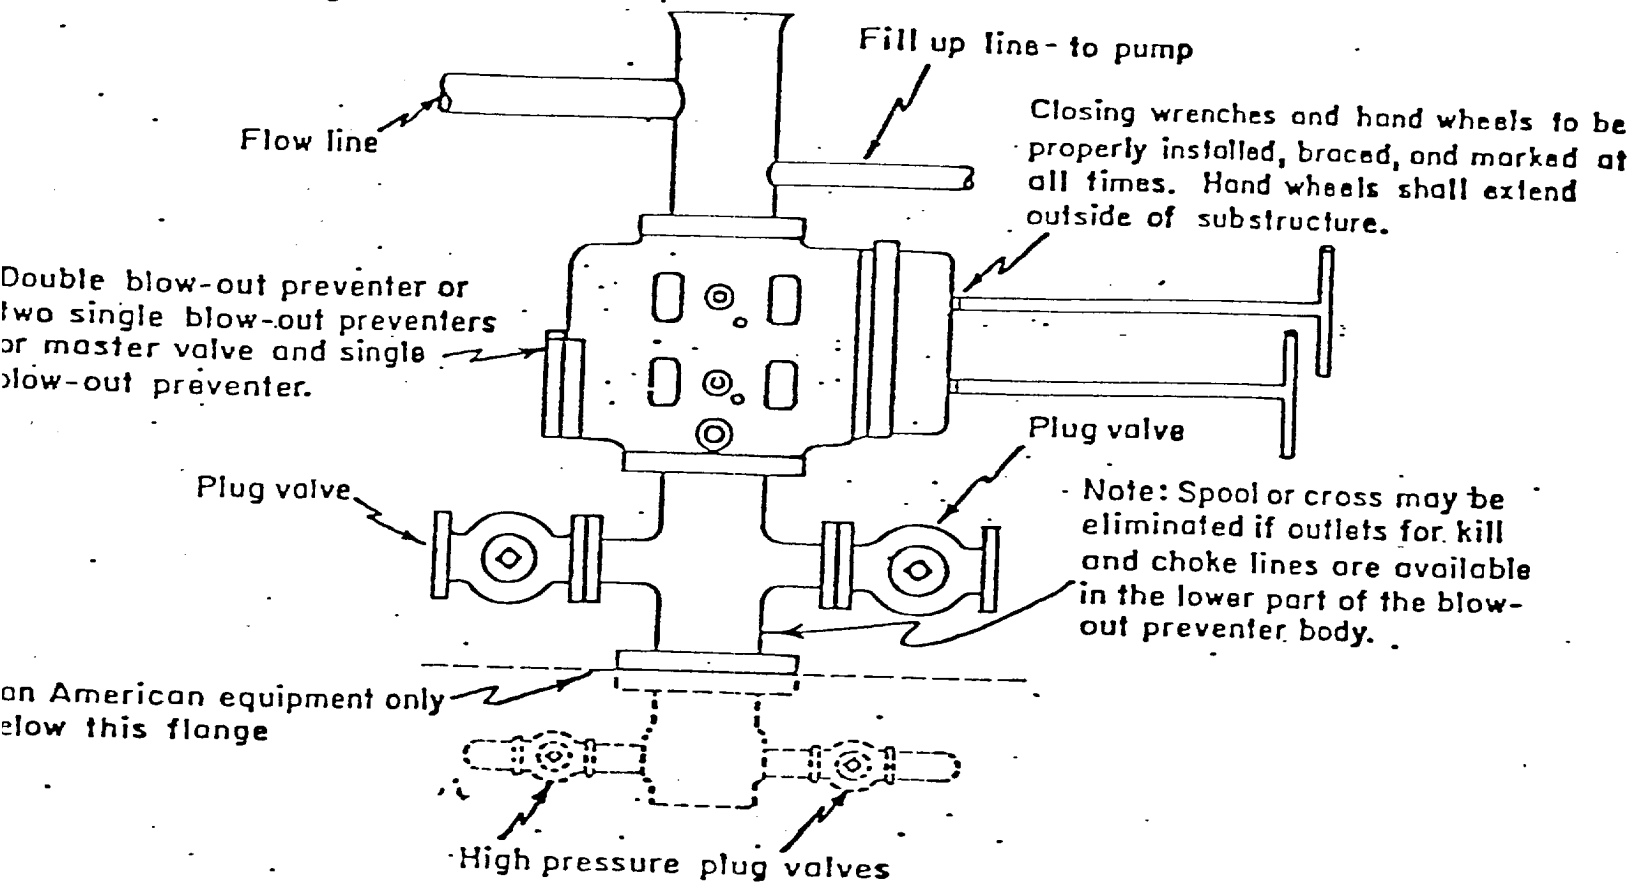 Fill up line - to pump
Flow line
Closing wrenches and hand wheels to be
properly installed, braced, and marked at
all times. Hand wheels shall extend
outside of substructure.
Double blow-out preventer or
two single blow-out preventers
or master valve and single
blow-out preventer.
Plug valve
Plug valve
Note: Spool or cross may be
eliminated if outlets for kill
and choke lines are available
in the lower part of the blow-
out preventer body.
an American equipment only
elow this flange
High pressure plug valves